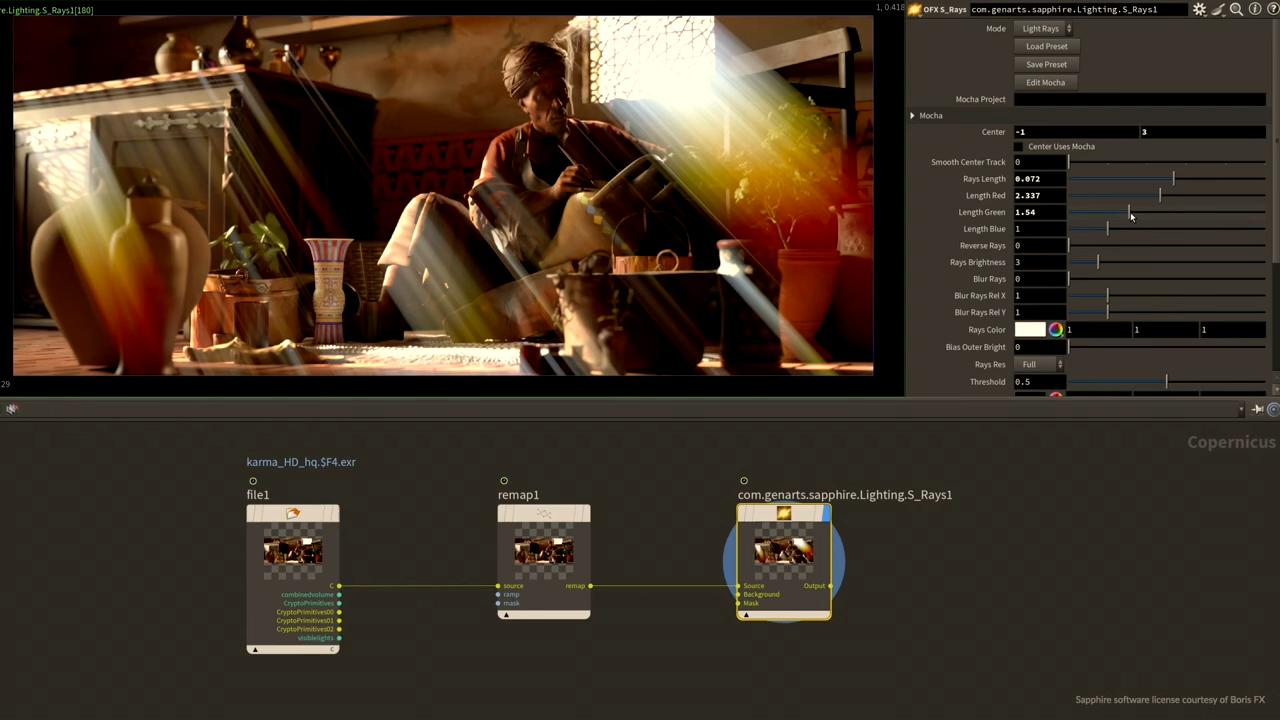 re.Lighting.S_Rays1[180]
1, 0.418
OFX S_Rays com.genarts.sapphire.Lighting.S_Rays1
Mode Light Rays
Load Preset
Save Preset
Edit Mocha
Mocha Project
Mocha
Center -1 3
Center Uses Mocha
Smooth Center Track 0
Rays Length 0.072
Length Red 2.337
Length Green 1.54
Length Blue 1
Reverse Rays 0
Rays Brightness 3
Blur Rays 0
Blur Rays Rel X 1
Blur Rays Rel Y 1
Rays Color 1 1 1
Bias Outer Bright 0
Rays Res Full
Threshold 0.5
29
Copernicus
karma_HD_hq.$F4.exr
file1
C
combinedvolume
CryptoPrimitives
CryptoPrimitives00
CryptoPrimitives01
CryptoPrimitives02
visiblelights
C
remap1
source remap
ramp
mask
com.genarts.sapphire.Lighting.S_Rays1
Source Output
Background
Mask
Sapphire software license courtesy of Boris FX